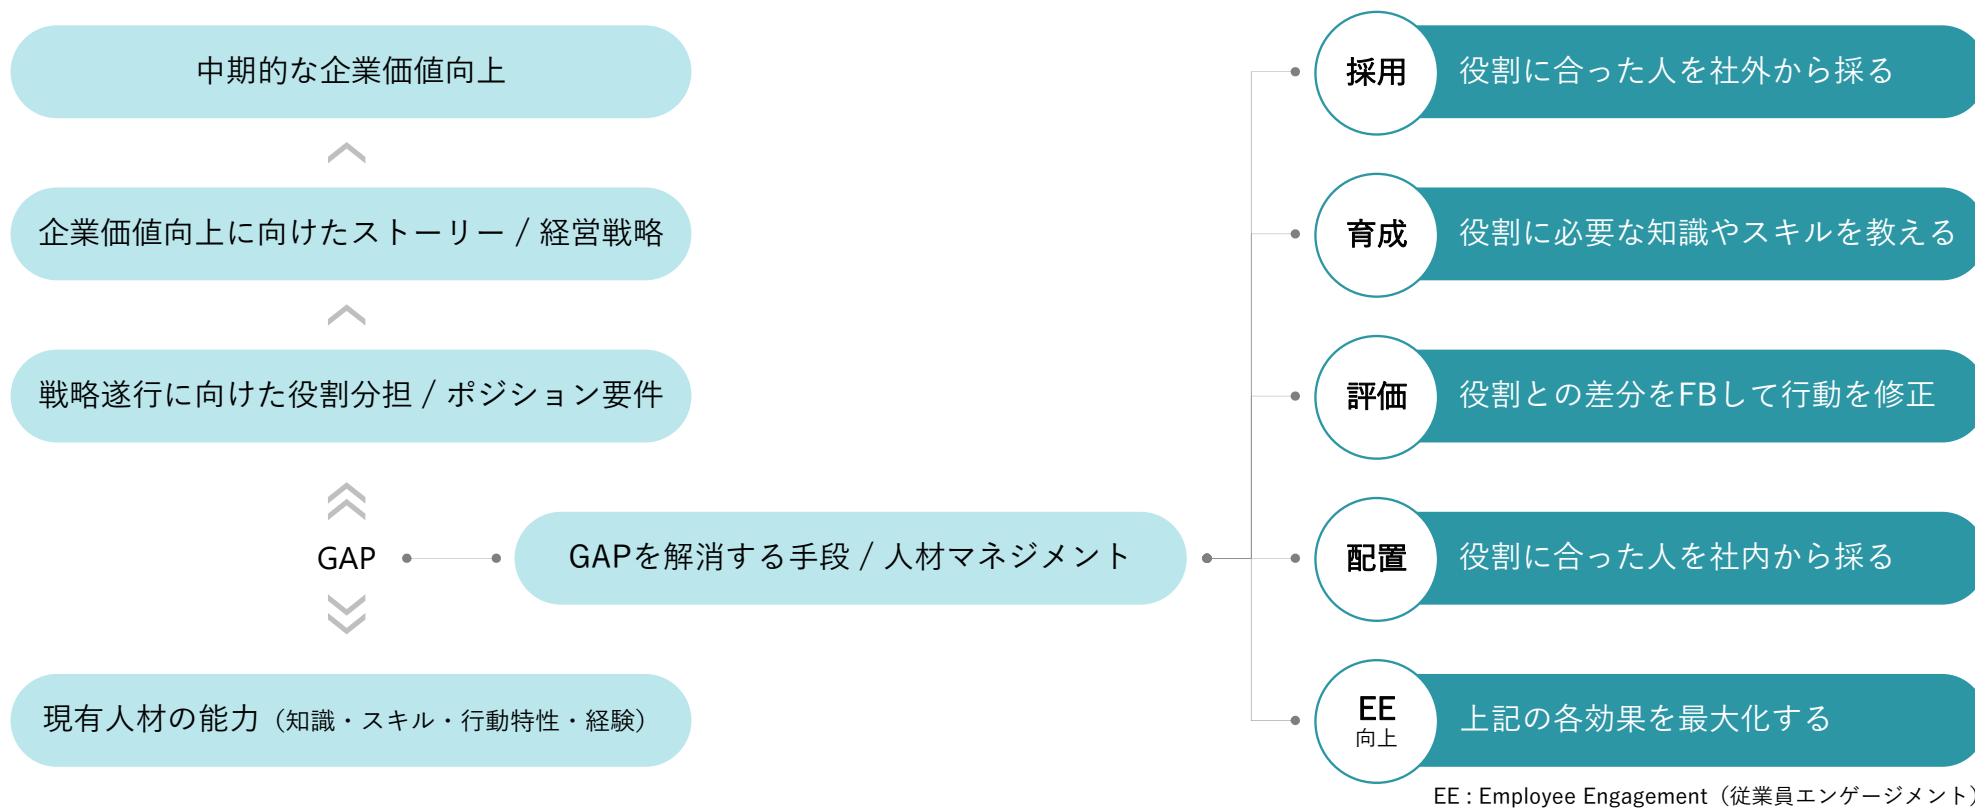 中期的な企業価値向上
企業価値向上に向けたストーリー / 経営戦略
戦略遂行に向けた役割分担 / ポジション要件
GAP
GAPを解消する手段 / 人材マネジメント
現有人材の能力（知識・スキル・行動特性・経験）
採用
役割に合った人を社外から採る
育成
役割に必要な知識やスキルを教える
評価
役割との差分をFBして行動を修正
配置
役割に合った人を社内から採る
EE
向上
上記の各効果を最大化する
EE : Employee Engagement（従業員エンゲージメント）